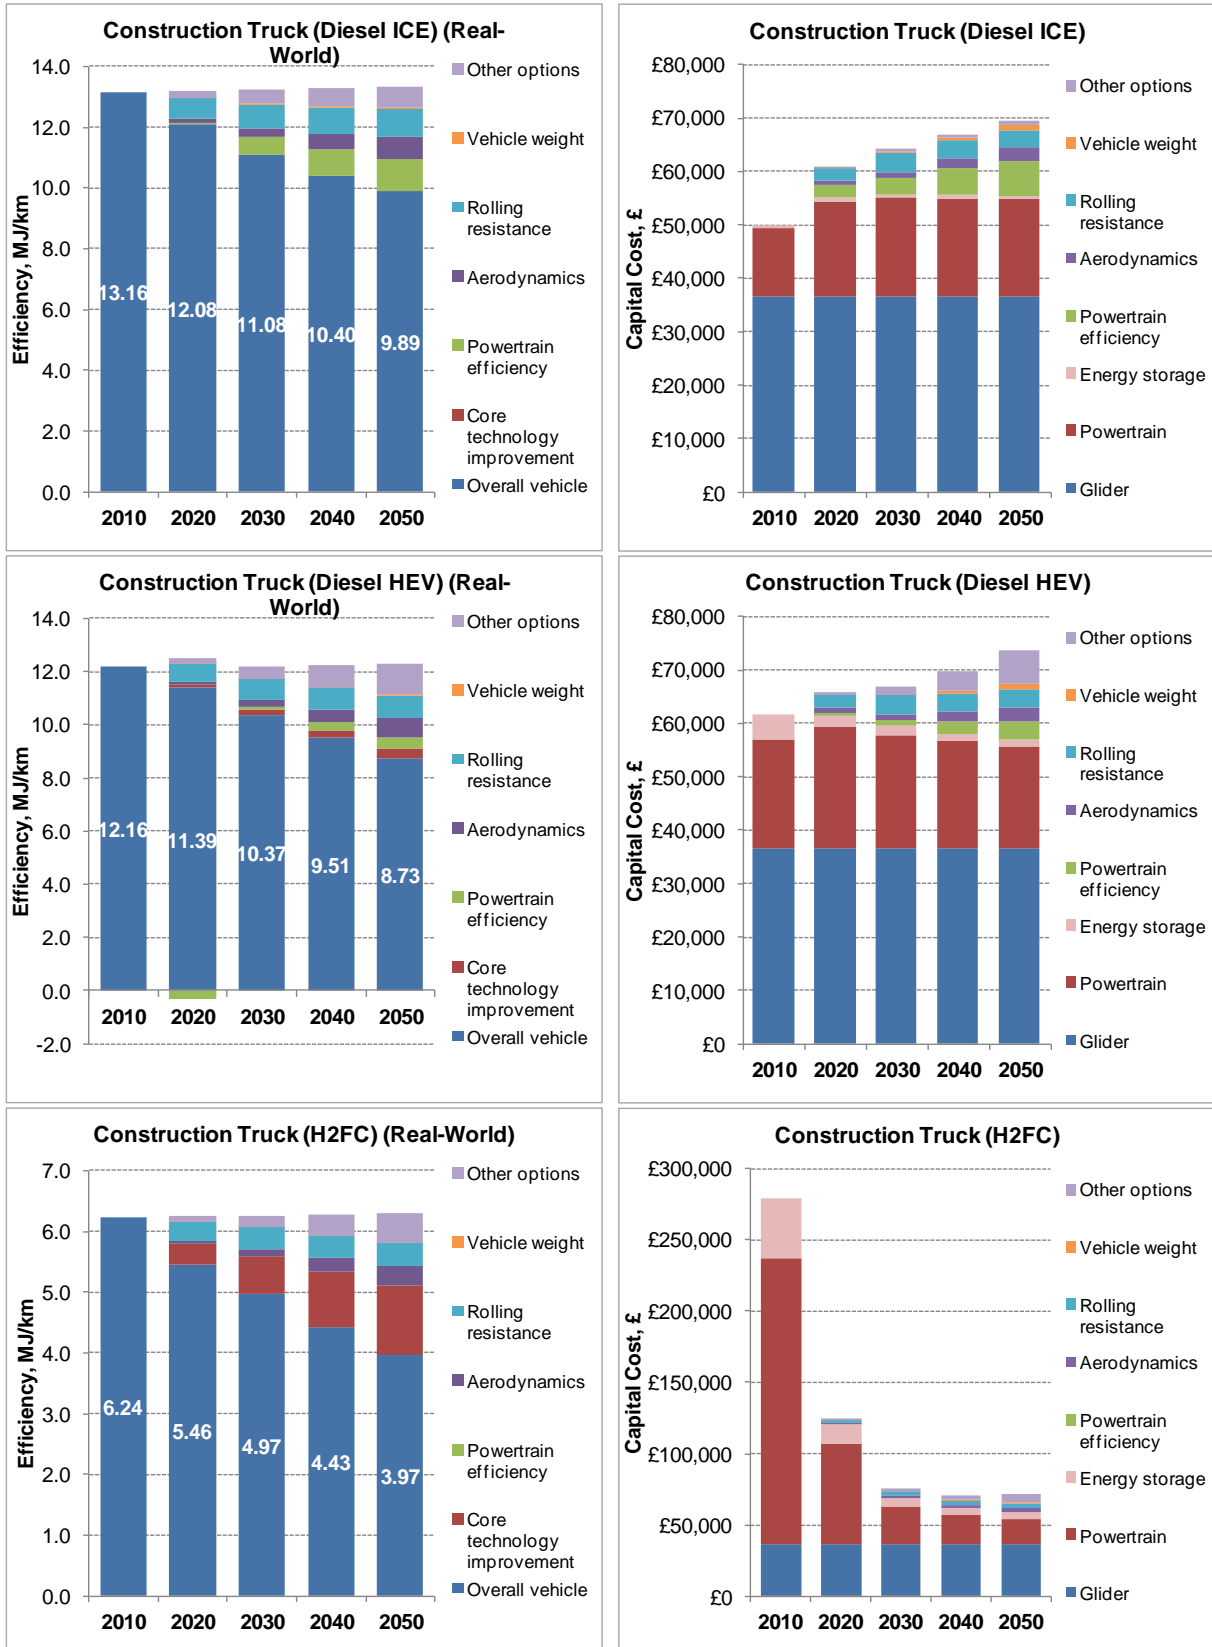 Construction Truck (Diesel ICE) (Real-
World)
14.0
12.0
10.0
8.0
6.0
4.0
2.0
0.0
Efficiency, MJ/km
13.16
12.08
11.08
10.40
9.89
2010 2020 2030 2040 2050
Other options
Vehicle weight
Rolling
resistance
Aerodynamics
Powertrain
efficiency
Core
technology
improvement
Overall vehicle
Construction Truck (Diesel ICE)
£80,000
£70,000
£60,000
£50,000
£40,000
£30,000
£20,000
£10,000
£0
Capital Cost, £
2010 2020 2030 2040 2050
Other options
Vehicle weight
Rolling
resistance
Aerodynamics
Powertrain
efficiency
Energy storage
Powertrain
Glider
Construction Truck (Diesel HEV) (Real-
World)
14.0
12.0
10.0
8.0
6.0
4.0
2.0
0.0
-2.0
Efficiency, MJ/km
12.16
11.39
10.37
9.51
8.73
2010 2020 2030 2040 2050
Other options
Vehicle weight
Rolling
resistance
Aerodynamics
Powertrain
efficiency
Core
technology
improvement
Overall vehicle
Construction Truck (Diesel HEV)
£80,000
£70,000
£60,000
£50,000
£40,000
£30,000
£20,000
£10,000
£0
Capital Cost, £
2010 2020 2030 2040 2050
Other options
Vehicle weight
Rolling
resistance
Aerodynamics
Powertrain
efficiency
Energy storage
Powertrain
Glider
Construction Truck (H2FC) (Real-World)
7.0
6.0
5.0
4.0
3.0
2.0
1.0
0.0
Efficiency, MJ/km
6.24
5.46
4.97
4.43
3.97
2010 2020 2030 2040 2050
Other options
Vehicle weight
Rolling
resistance
Aerodynamics
Powertrain
efficiency
Core
technology
improvement
Overall vehicle
Construction Truck (H2FC)
£300,000
£250,000
£200,000
£150,000
£100,000
£50,000
£0
Capital Cost, £
2010 2020 2030 2040 2050
Other options
Vehicle weight
Rolling
resistance
Aerodynamics
Powertrain
efficiency
Energy storage
Powertrain
Glider